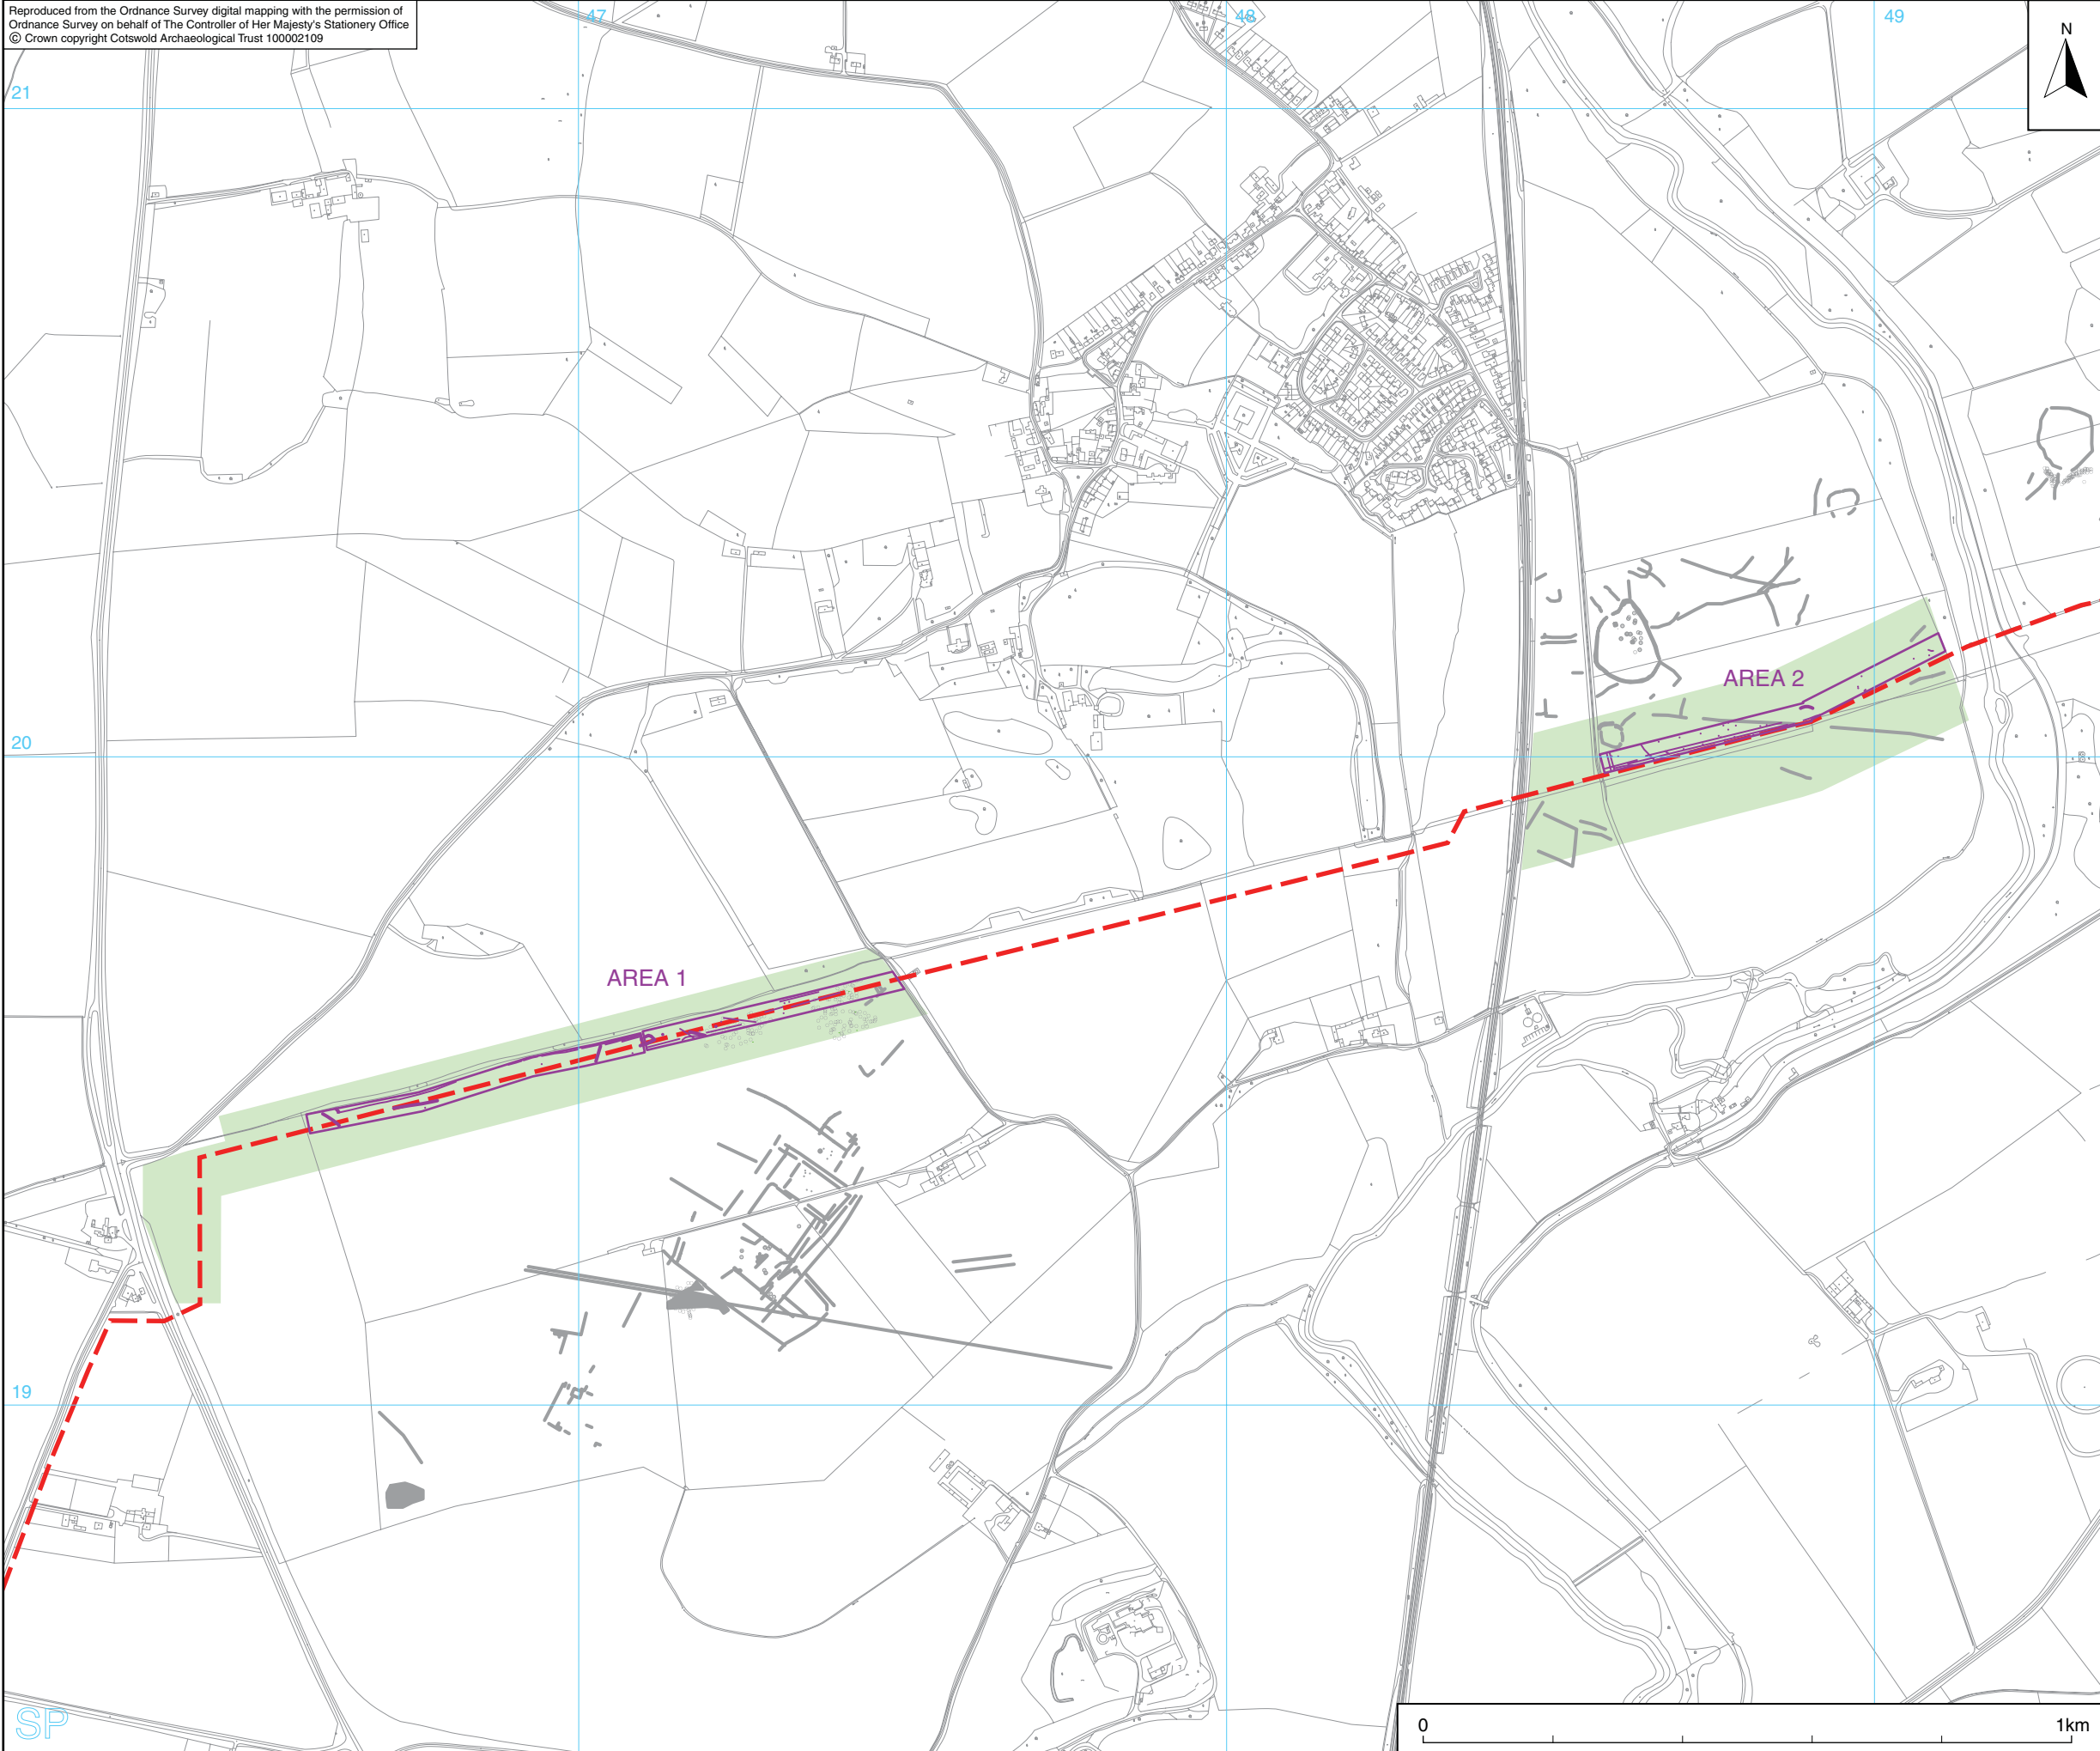 Reproduced from the Ordnance Survey digital mapping with the permission of
Ordnance Survey on behalf of The Controller of Her Majesty's Stationery Office
© Crown copyright Cotswold Archaeological Trust 100002109
47
48
49
N
21
AREA 2
20
AREA 1
19
SP
0
1km